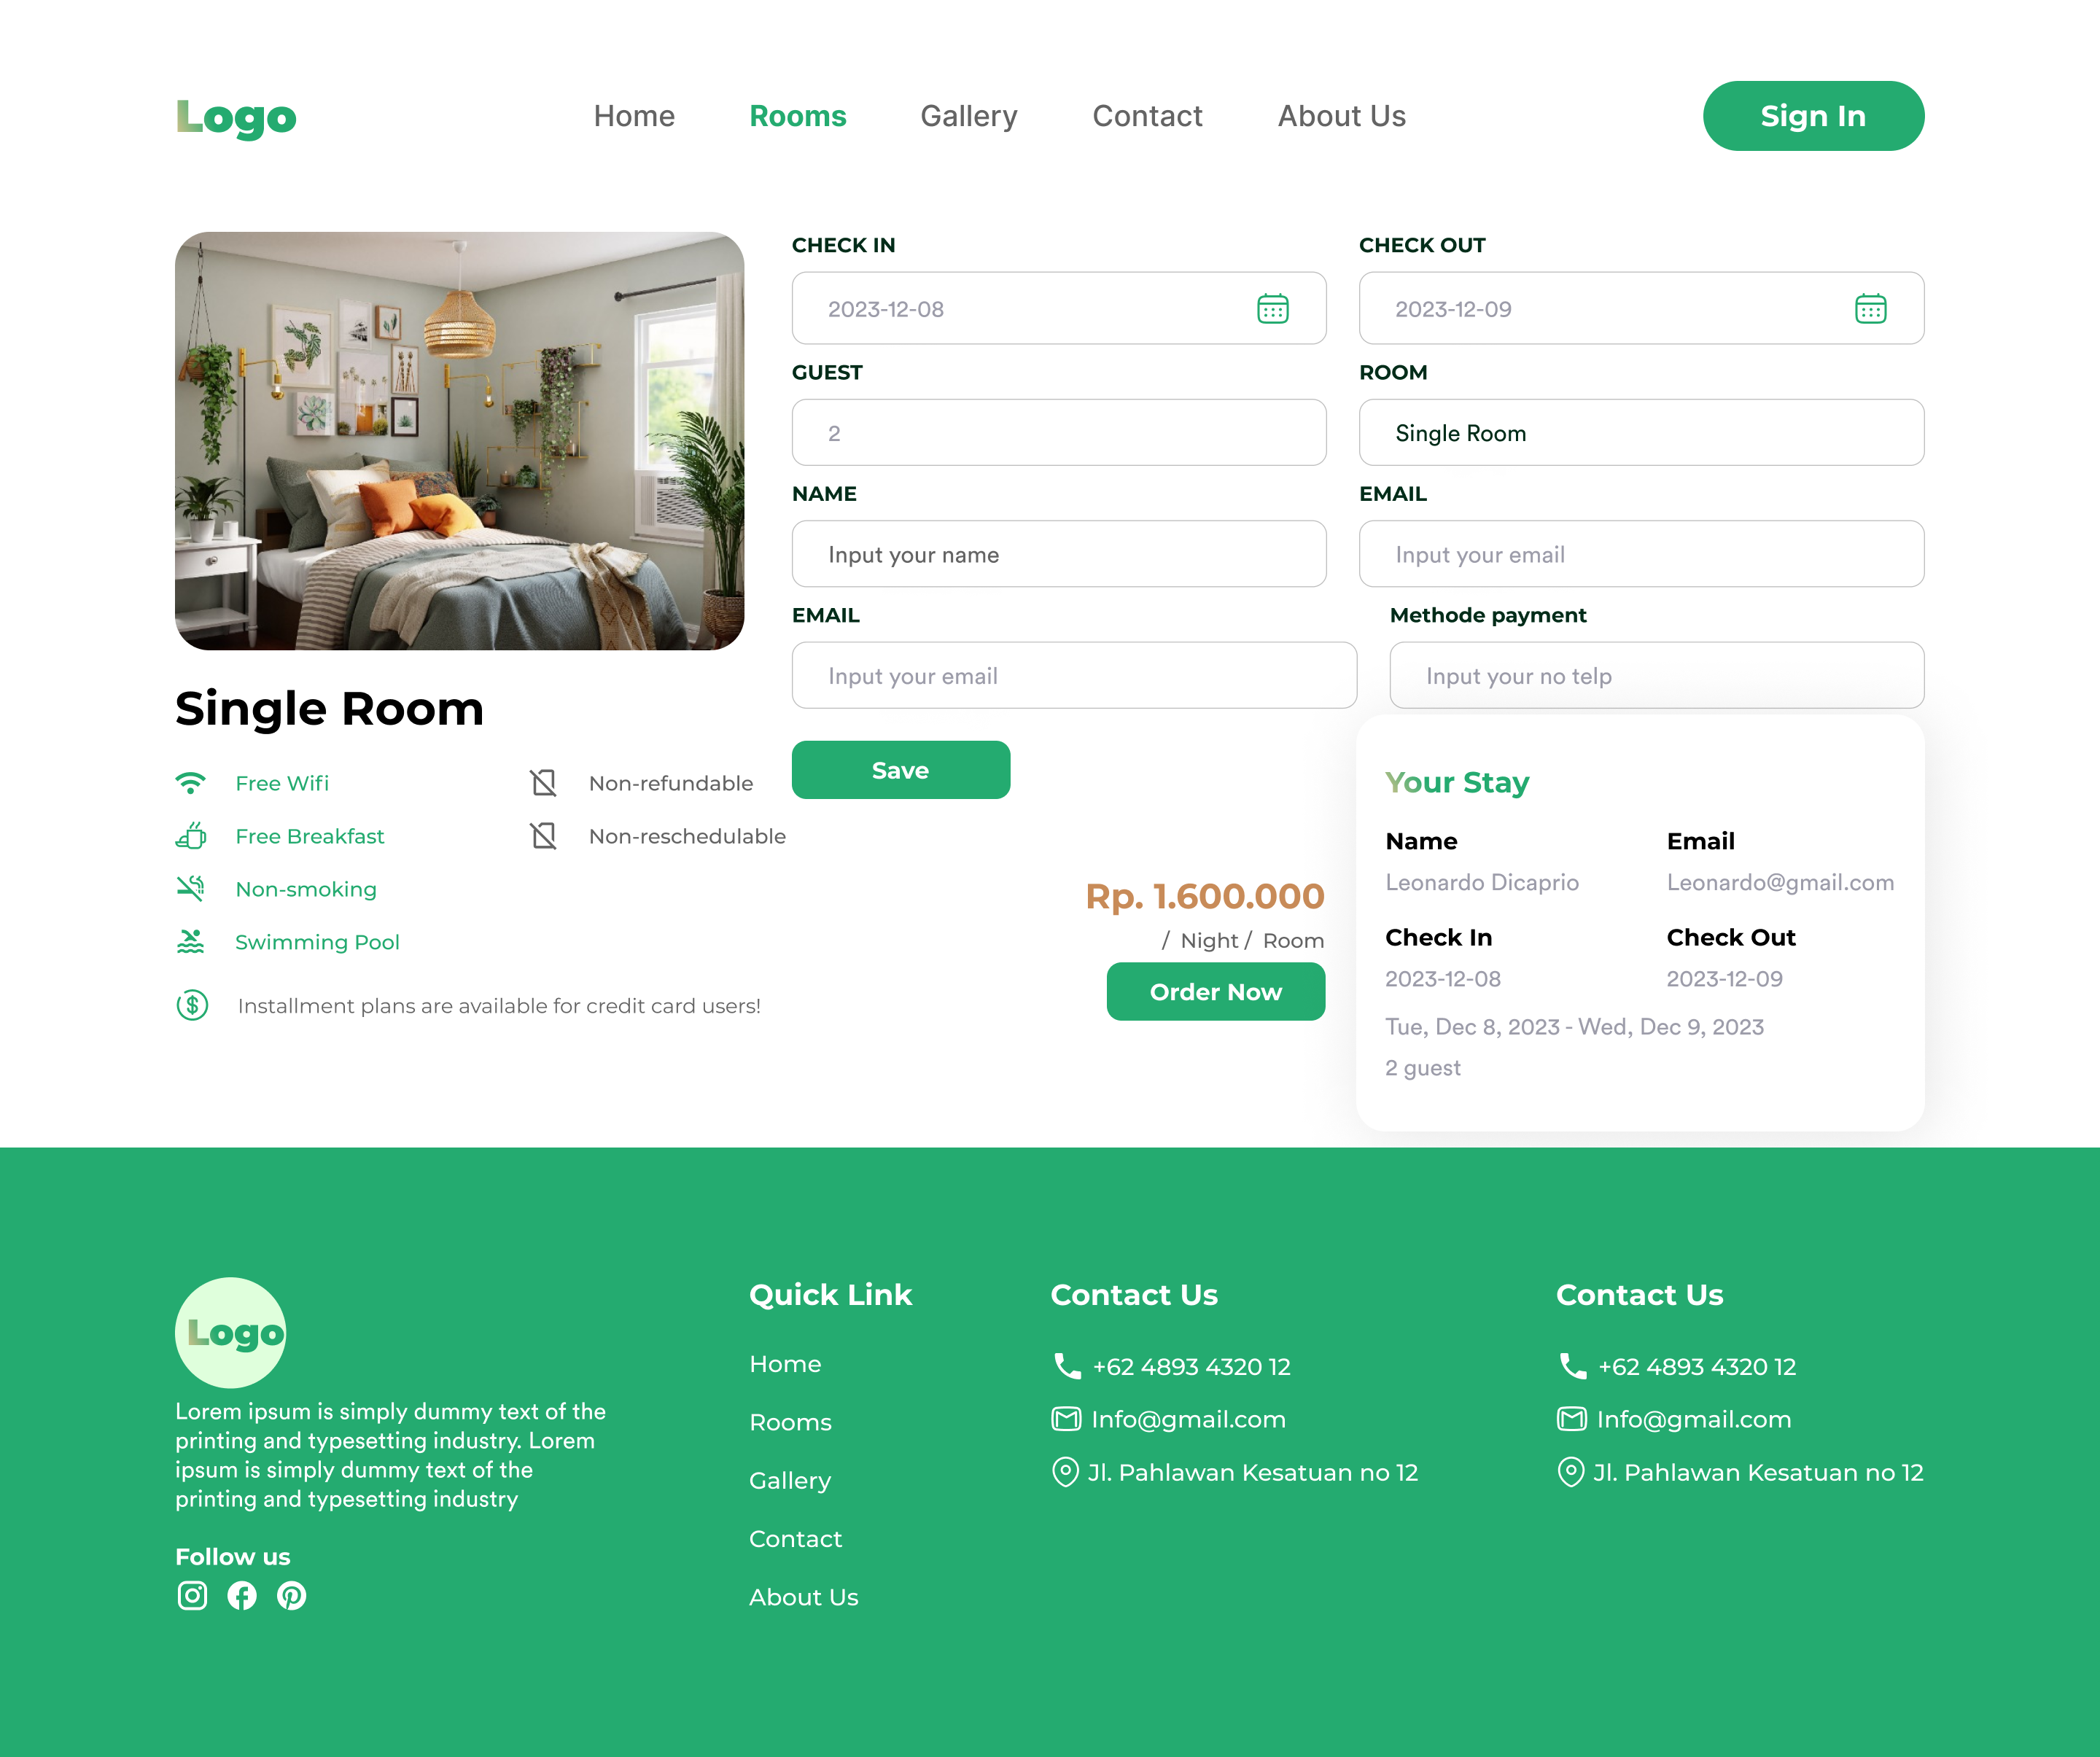 Logo
Home Rooms Gallery Contact About Us
Sign In
CHECK IN CHECK OUT
2023-12-08 2023-12-09
GUEST ROOM
2 Single Room
NAME EMAIL
Input your name Input your email
EMAIL Methode payment
Input your email Input your no telp
Save
Single Room
Free Wifi Non-refundable
Free Breakfast Non-reschedulable
Non-smoking
Swimming Pool
Installment plans are available for credit card users!
Rp. 1.600.000
/ Night / Room
Order Now
Your Stay
Name Email
Leonardo Dicaprio Leonardo@gmail.com
Check In Check Out
2023-12-08 2023-12-09
Tue, Dec 8, 2023 - Wed, Dec 9, 2023
2 guest
Logo
Lorem ipsum is simply dummy text of the
printing and typesetting industry. Lorem
ipsum is simply dummy text of the
printing and typesetting industry
Follow us
Quick Link
Home
Rooms
Gallery
Contact
About Us
Contact Us
+62 4893 4320 12
Info@gmail.com
Jl. Pahlawan Kesatuan no 12
Contact Us
+62 4893 4320 12
Info@gmail.com
Jl. Pahlawan Kesatuan no 12